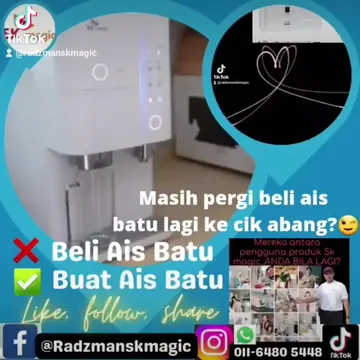 TikTok
@radzmanskmagic
TikTok
Masih pergi beli ais
batu lagi ke cik abang?😉
❌ Beli Ais Batu
✅ Buat Ais Batu
Mereka antara
pengguna produk Sk
magic ANDA BILA LAGI?
Like, follow, share
@Radzmanskmagic
011-6480 5448